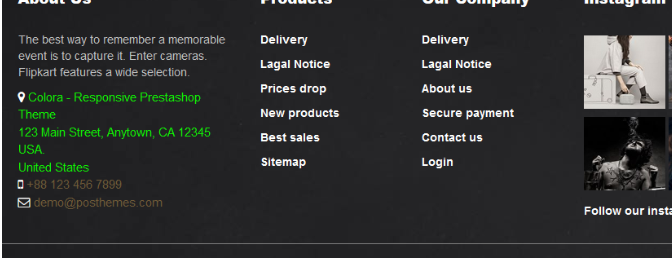 About Us
The best way to remember a memorable
event is to capture it. Enter cameras.
Flipkart features a wide selection.
Colora - Responsive Prestashop
Theme
123 Main Street, Anytown, CA 12345
USA.
United States
+88 123 456 7899
demo@posthemes.com
Products
Delivery
Lagal Notice
Prices drop
New products
Best sales
Sitemap
Our Company
Delivery
Lagal Notice
About us
Secure payment
Contact us
Login
Instagram
Follow our insta